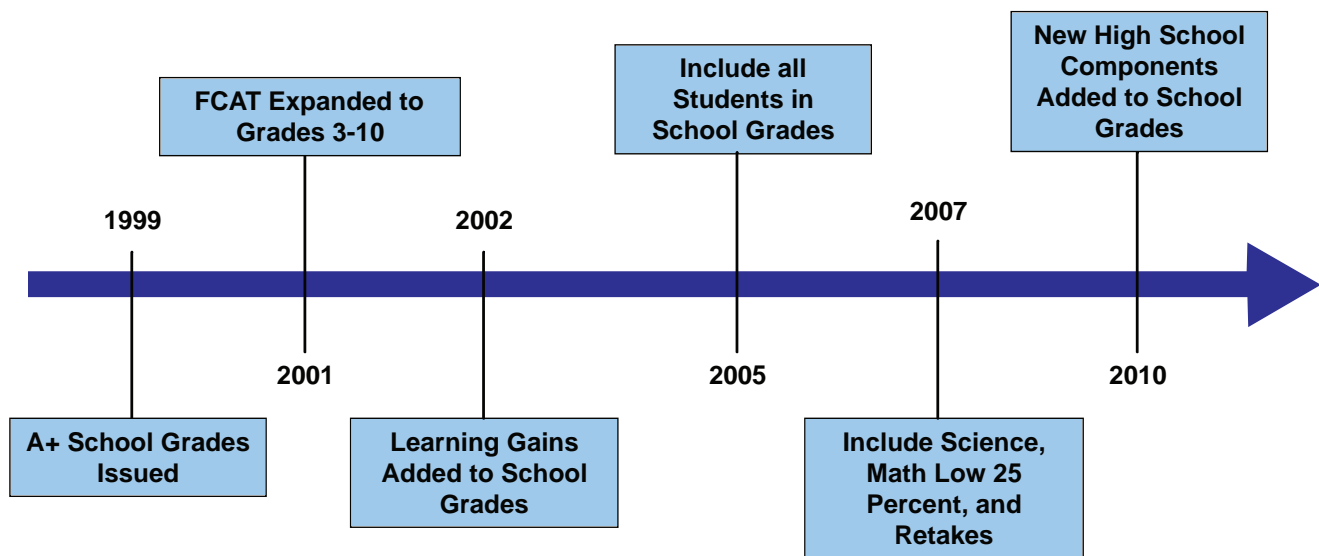 New High School
Components
Added to School
Grades
Include all
Students in
School Grades
FCAT Expanded to
Grades 3-10
1999
2002
2007
2001
2005
2010
A+ School Grades
Issued
Learning Gains
Added to School
Grades
Include Science,
Math Low 25
Percent, and
Retakes